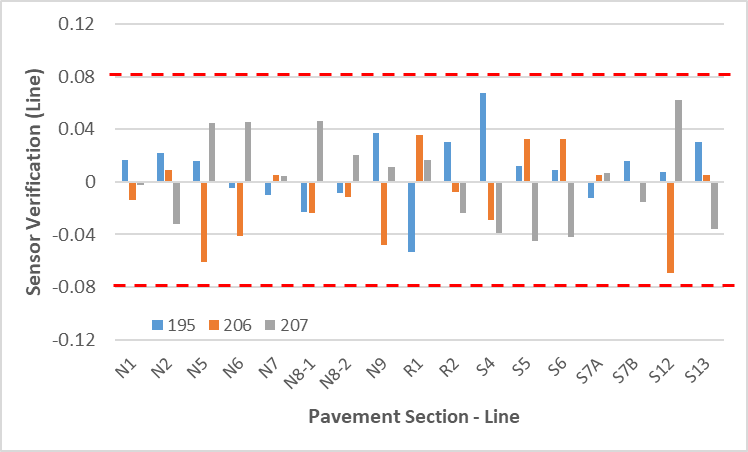 0.12
0.08
0.04
0
-0.04
-0.08
-0.12
Sensor Verification (Line)
195 206 207
N1 N2 N5 N6 N7 N8-1 N8-2 N9 R1 R2 S4 S5 S6 S7A S7B S12 S13
Pavement Section - Line